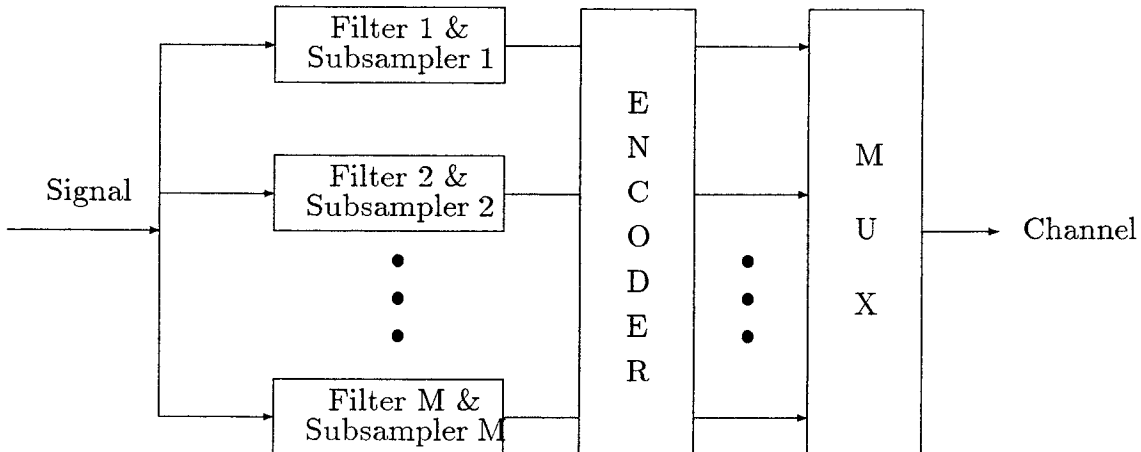 Filter 1 &
Subsampler 1
Signal
Filter 2 &
Subsampler 2
Filter M &
Subsampler M
E
N
C
O
D
E
R
M
U
X
Channel